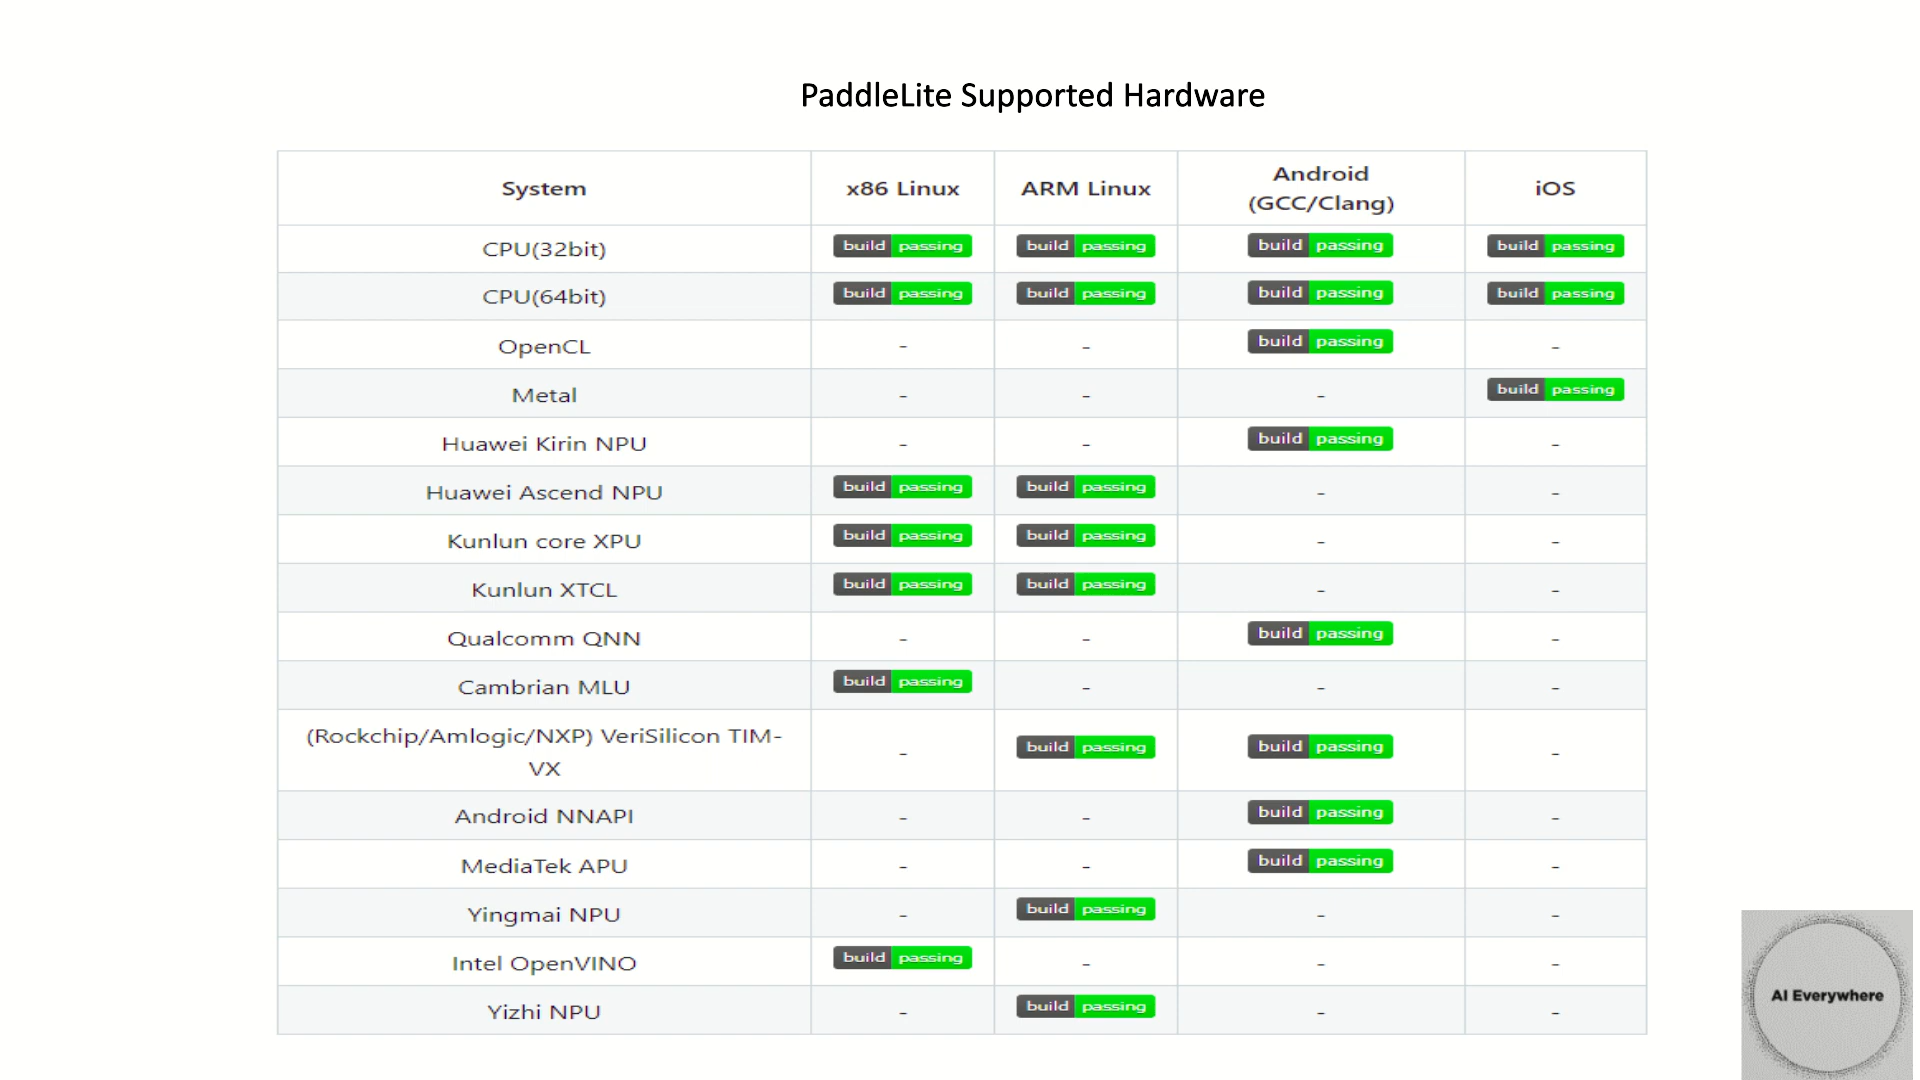 PaddleLite Supported Hardware
System x86 Linux ARM Linux Android (GCC/Clang) iOS
CPU(32bit) build passing build passing build passing build passing
CPU(64bit) build passing build passing build passing build passing
OpenCL - - build passing -
Metal - - - build passing
Huawei Kirin NPU - - build passing -
Huawei Ascend NPU build passing build passing - -
Kunlun core XPU build passing build passing - -
Kunlun XTCL build passing build passing - -
Qualcomm QNN - - build passing -
Cambrian MLU build passing - - -
(Rockchip/Amlogic/NXP) VeriSilicon TIM-
VX - build passing build passing -
Android NNAPI - - build passing -
MediaTek APU - - build passing -
Yingmai NPU - build passing - -
Intel OpenVINO build passing - - -
Yizhi NPU - build passing - -
AI Everywhere